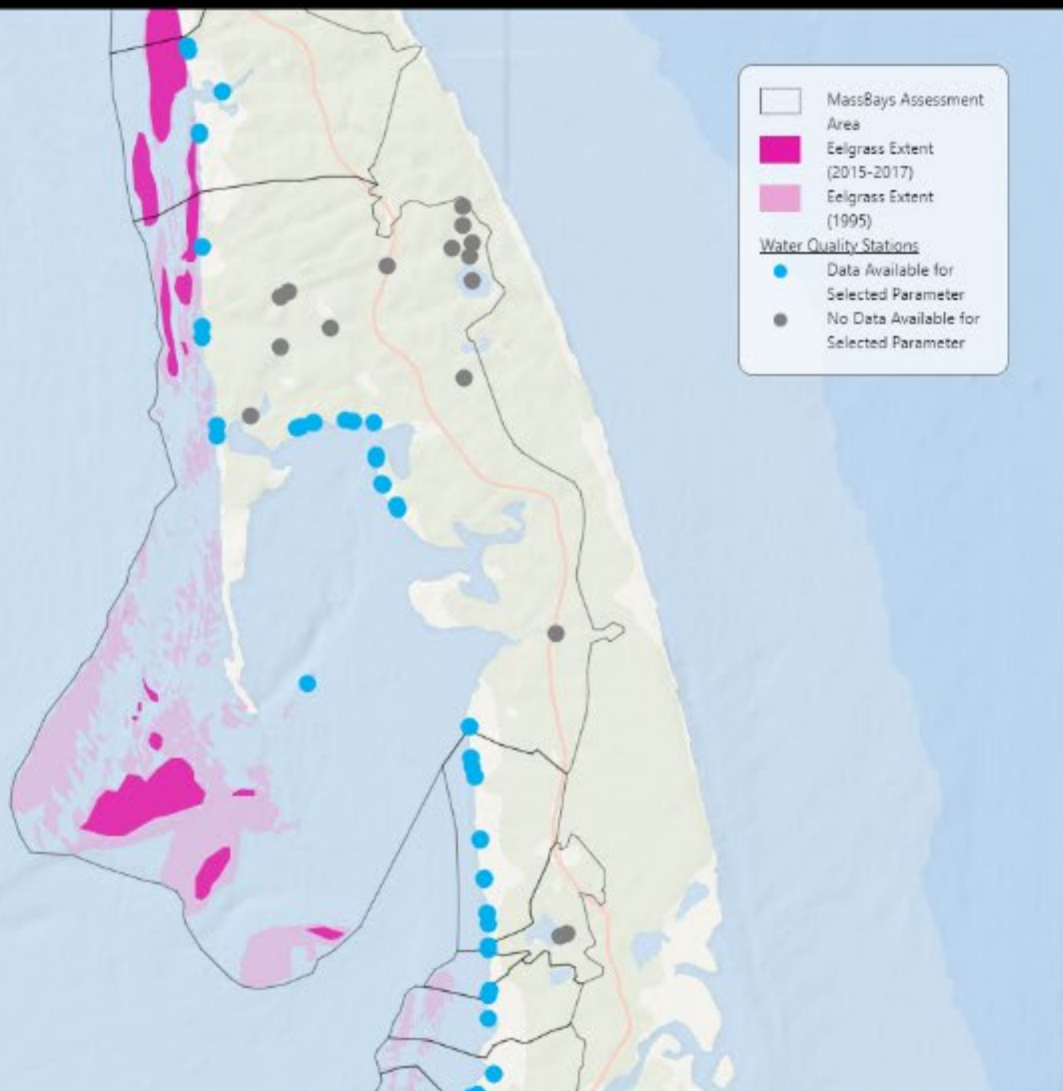 MassBays Assessment
Area
Eelgrass Extent
(2015-2017)
Eelgrass Extent
(1995)
Water Quality Stations
Data Available for
Selected Parameter
No Data Available for
Selected Parameter